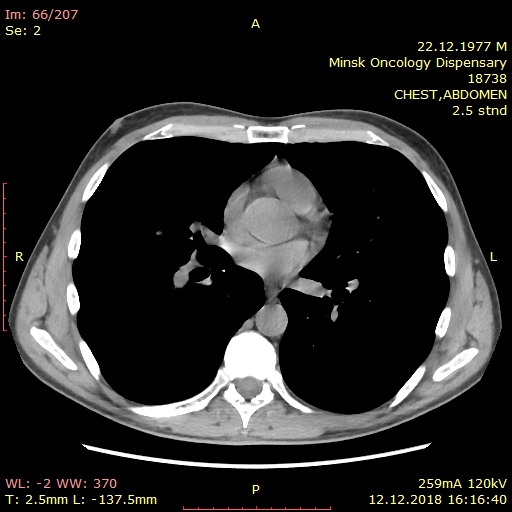 Im: 66/207
Se: 2
A
22.12.1977 M
Minsk Oncology Dispensary
18738
CHEST,ABDOMEN
2.5 stnd
R
L
WL: -2 WW: 370
T: 2.5mm L: -137.5mm
P
259mA 120kV
12.12.2018 16:16:40